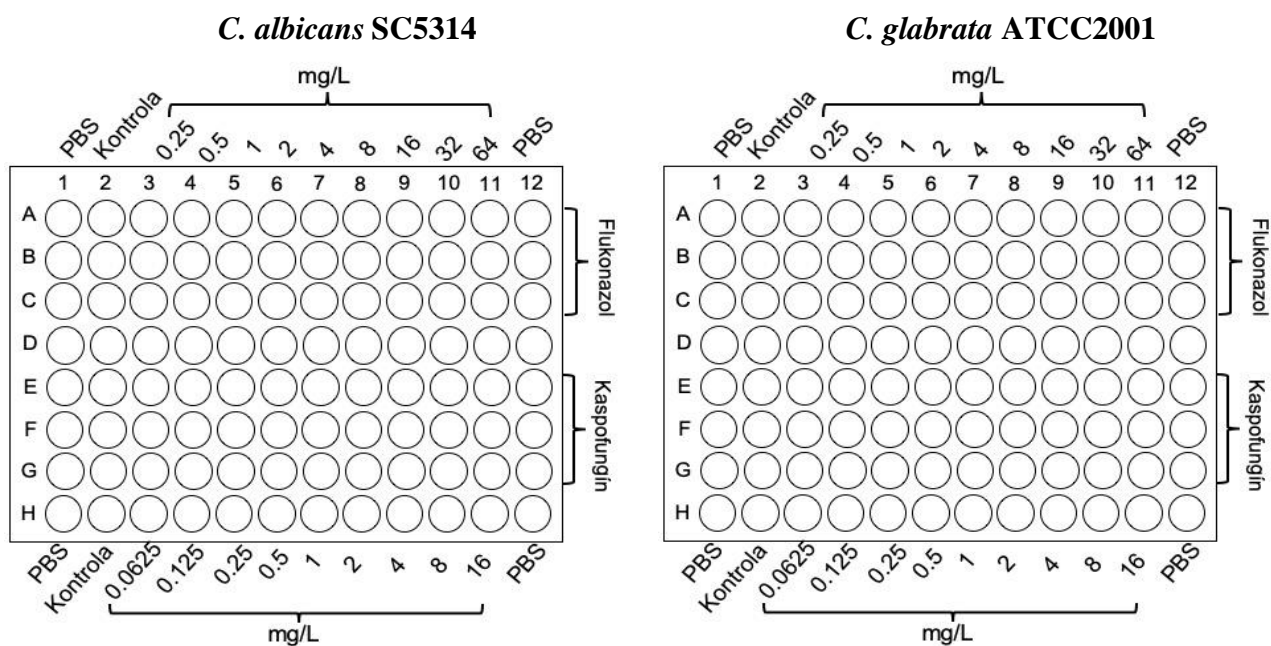 C. albicans SC5314
mg/L
PBS Kontrola 0.25 0.5 1 2 4 8 16 32 64 PBS
1 2 3 4 5 6 7 8 9 10 11 12
A
B
C
D
E
F
G
H
Flukonazol
Kaspofungín
PBS Kontrola 0.0625 0.125 0.25 0.5 1 2 4 8 16 PBS
mg/L
C. glabrata ATCC2001
mg/L
PBS Kontrola 0.25 0.5 1 2 4 8 16 32 64 PBS
1 2 3 4 5 6 7 8 9 10 11 12
A
B
C
D
E
F
G
H
Flukonazol
Kaspofungín
PBS Kontrola 0.0625 0.125 0.25 0.5 1 2 4 8 16 PBS
mg/L